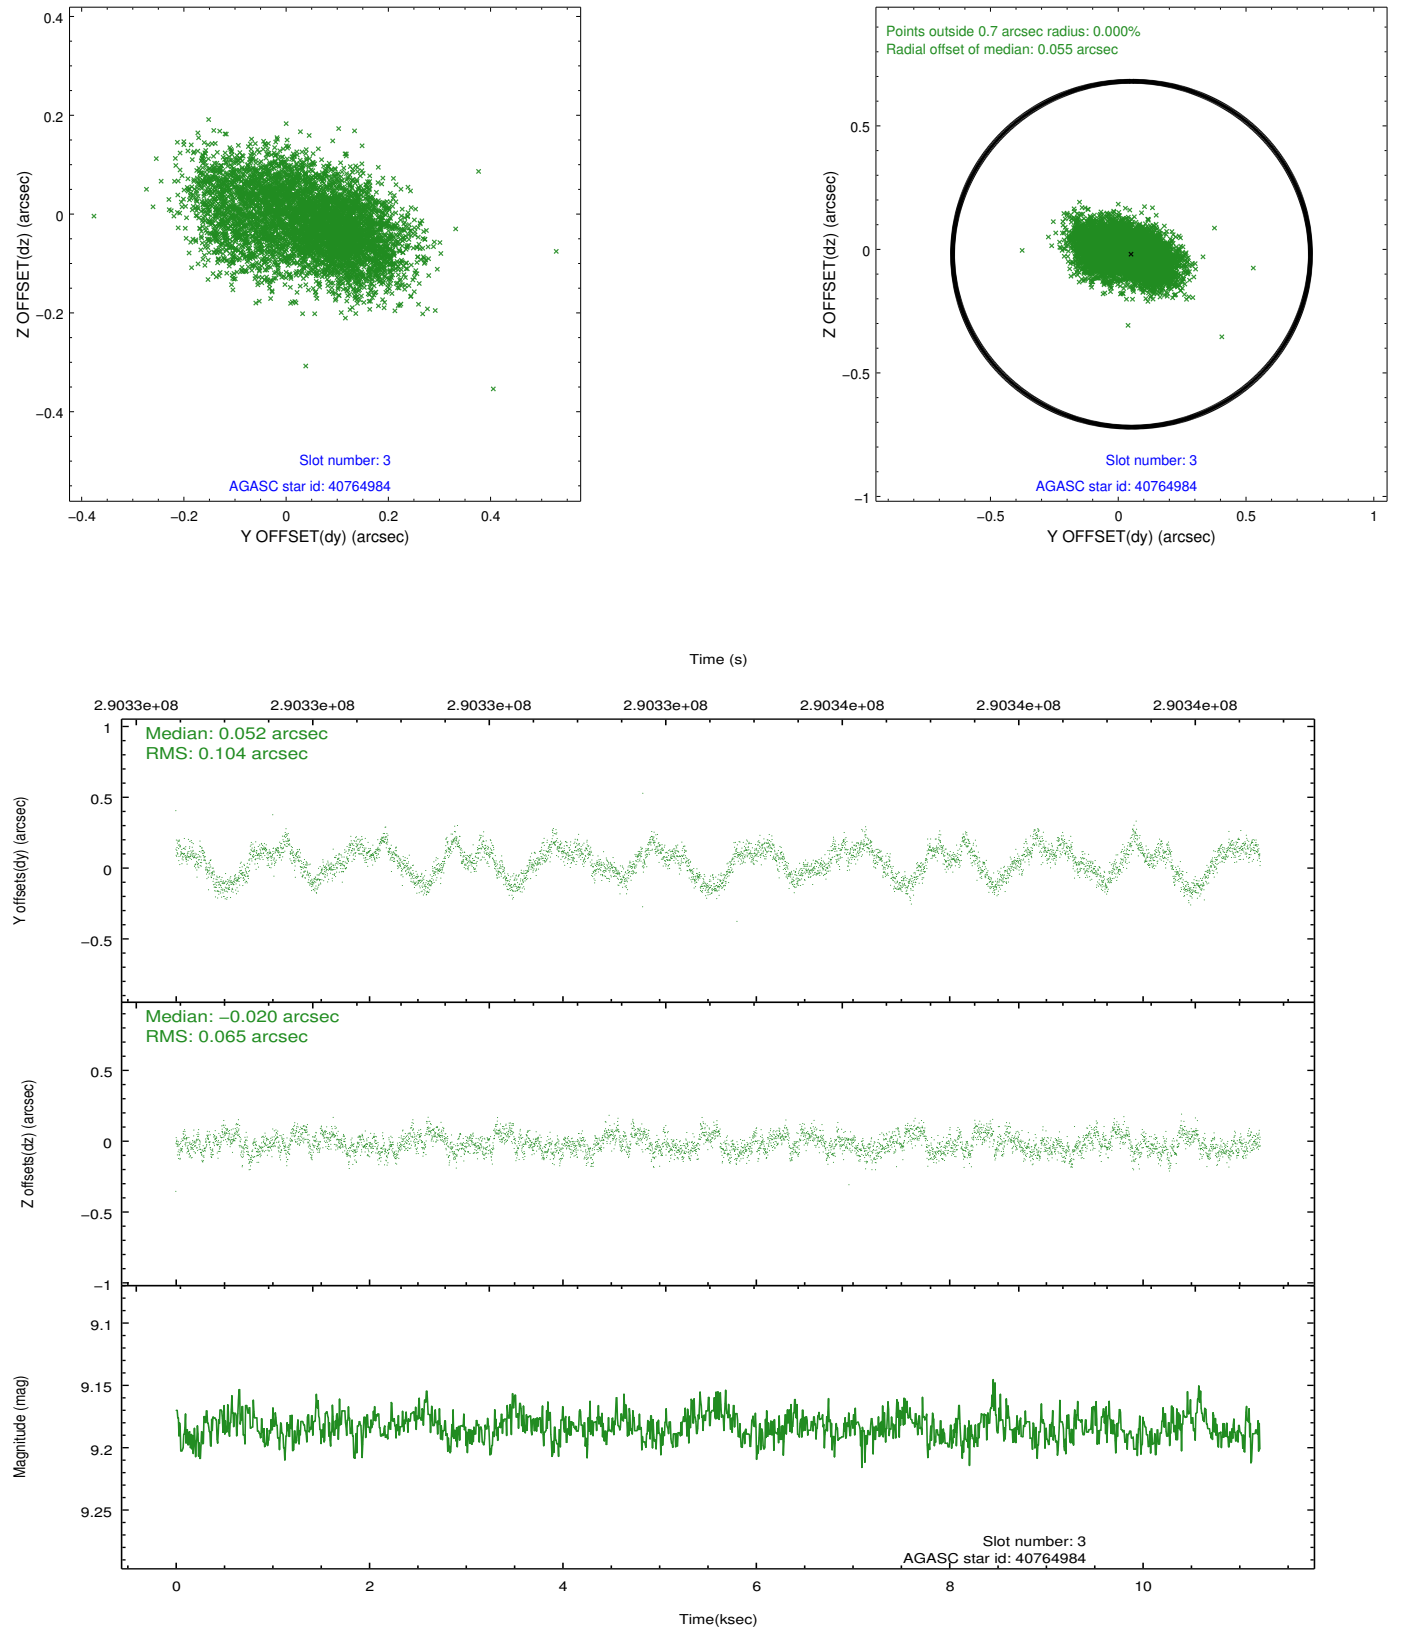 0.4
0.2
0
−0.2
−0.4
Z OFFSET(dz) (arcsec)
Slot number: 3
AGASC star id: 40764984
−0.4 −0.2 0 0.2 0.4
Y OFFSET(dy) (arcsec)
Points outside 0.7 arcsec radius: 0.000%
Radial offset of median: 0.055 arcsec
0.5
0
−0.5
−1
Z OFFSET(dz) (arcsec)
Slot number: 3
AGASC star id: 40764984
−0.5 0 0.5 1
Y OFFSET(dy) (arcsec)
Time (s)
2.9033e+08 2.9033e+08 2.9033e+08 2.9033e+08 2.9034e+08 2.9034e+08 2.9034e+08
Median: 0.052 arcsec
RMS: 0.104 arcsec
1
0.5
0
−0.5
Y offsets(dy) (arcsec)
Median: −0.020 arcsec
RMS: 0.065 arcsec
0.5
0
−0.5
−1
Z offsets(dz) (arcsec)
9.1
9.15
9.2
9.25
Magnitude (mag)
Slot number: 3
AGASC star id: 40764984
0 2 4 6 8 10
Time(ksec)